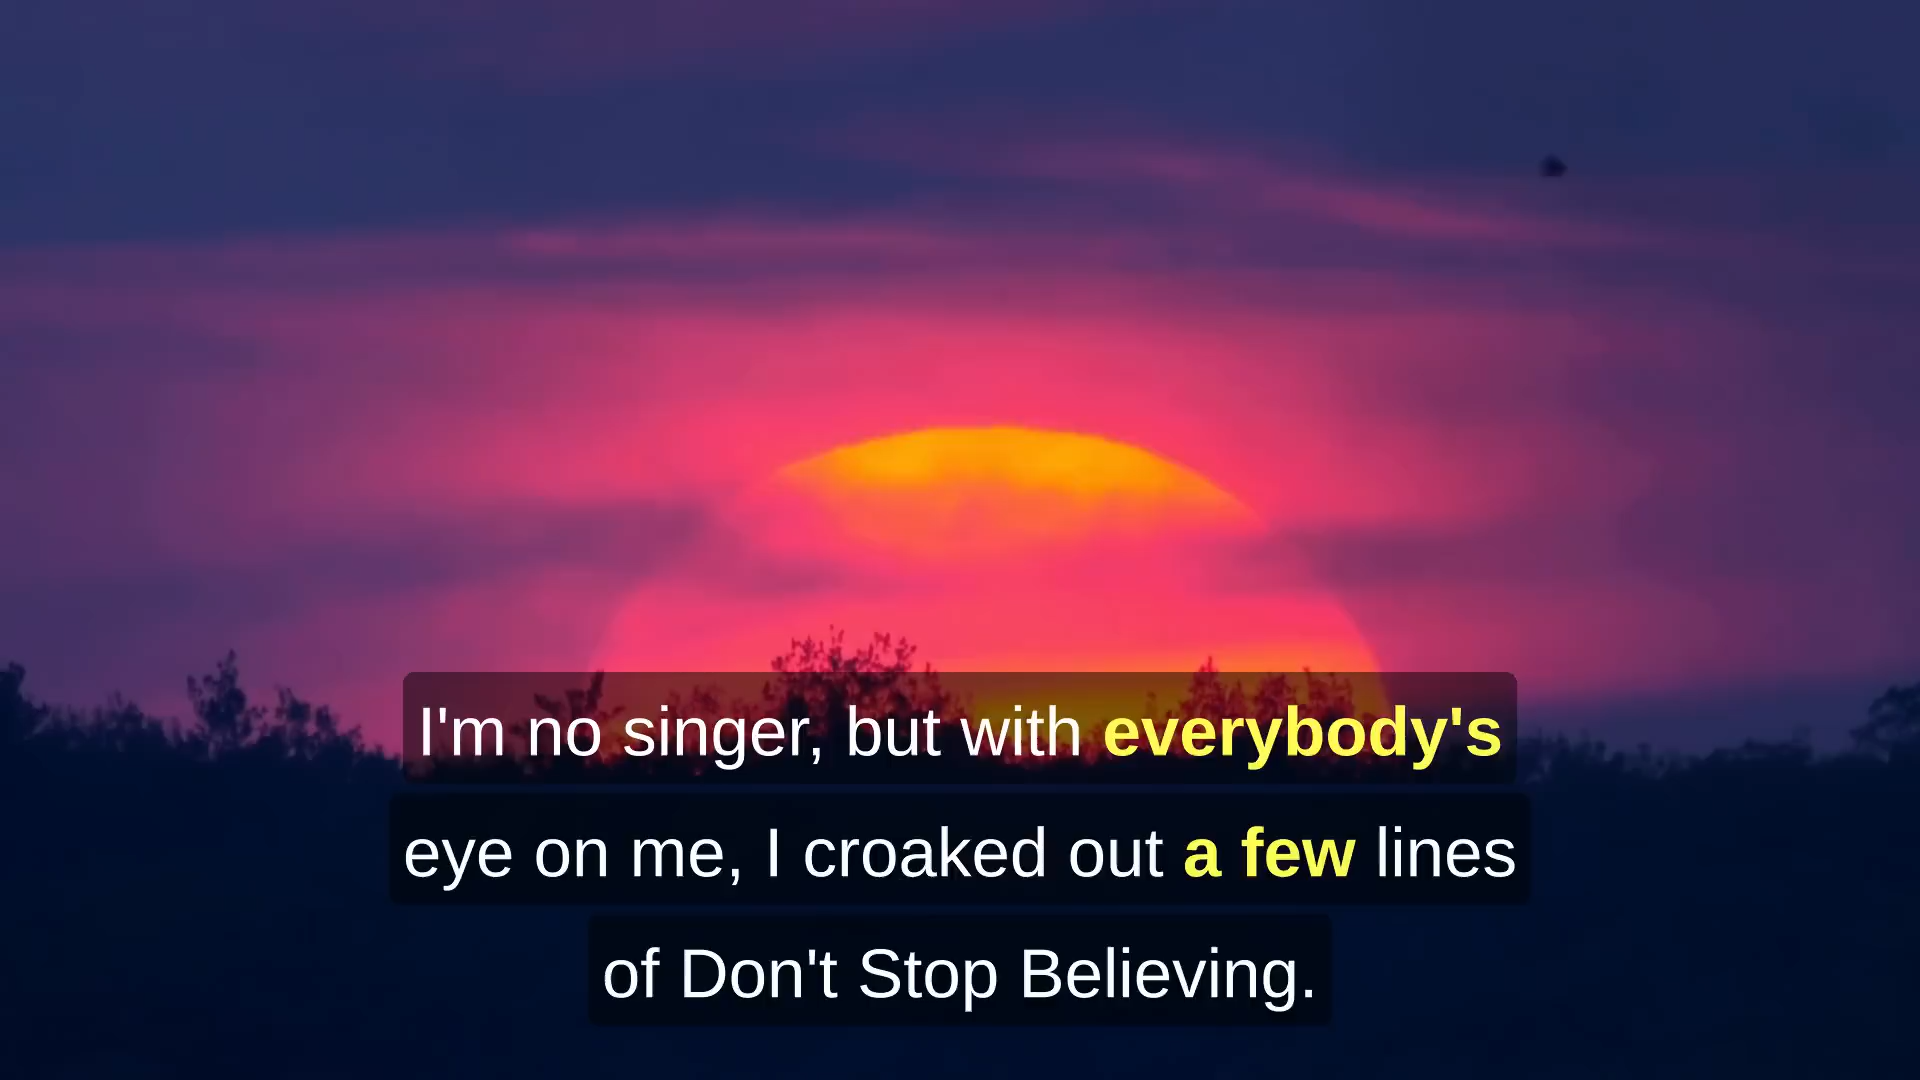 I'm no singer, but with everybody's
eye on me, I croaked out a few lines
of Don't Stop Believing.